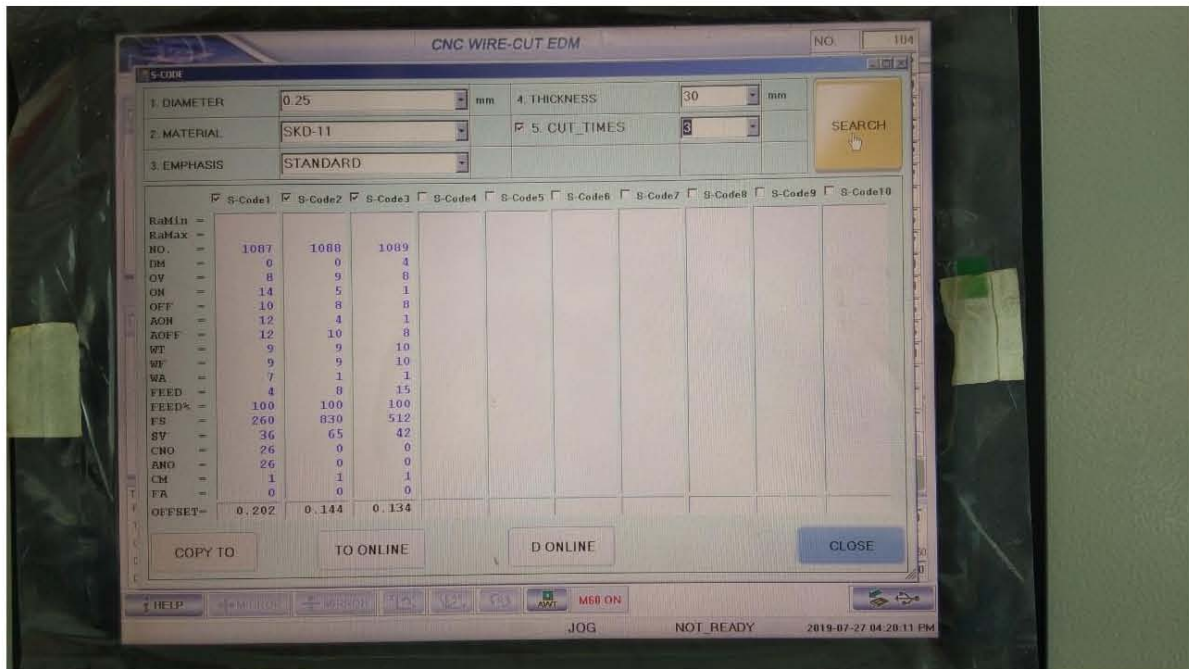 CNC WIRE-CUT EDM NO. 104
S-CODE
1. DIAMETER 0.25 mm 4. THICKNESS 30 mm
2. MATERIAL SKD-11 5. CUT_TIMES 3 SEARCH
3. EMPHASIS STANDARD
S-Code1 S-Code2 S-Code3 S-Code4 S-Code5 S-Code6 S-Code7 S-Code8 S-Code9 S-Code10
RaMin =
RaMax =
NO. = 1087 1088 1089
DM = 0 0 4
OV = 8 9 8
ON = 14 5 1
OFF = 10 8 8
AON = 12 4 1
AOFF = 12 10 8
WT = 9 9 10
WF = 9 9 10
WA = 7 1 1
FEED = 4 8 15
FEED% = 100 100 100
FS = 260 830 512
SV = 36 65 42
CNO = 26 0 0
ANO = 26 0 0
CM = 1 1 1
FA = 0 0 0
OFFSET= 0.202 0.144 0.134
COPY TO TO ONLINE D ONLINE CLOSE
HELP MIRROR MIRROR AWT M60 ON
JOG NOT_READY 2019-07-27 04:20:11 PM